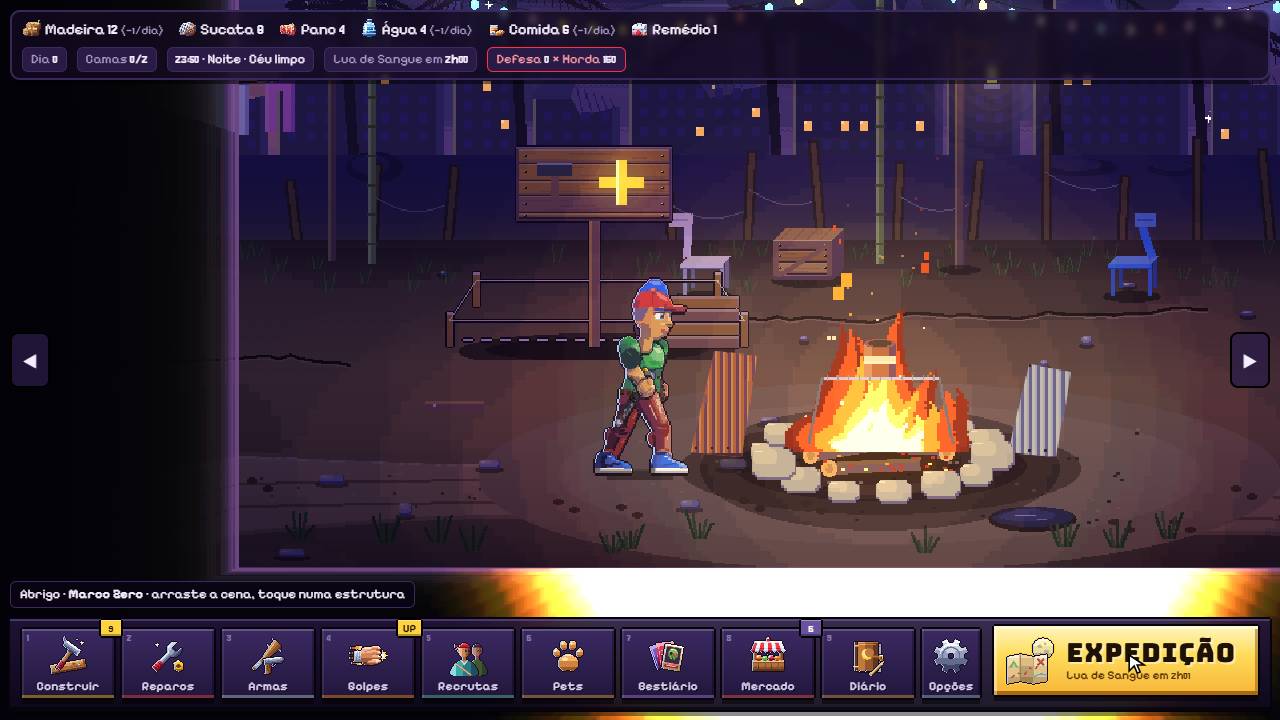 Madeira 12 (-1/dia) Sucata 8 Pano 4 Água 4 (-1/dia) Comida 6 (-1/dia) Remédio 1
Dia 0 Camas 0/2 23:50 · Noite · Céu limpo Lua de Sangue em 2h00 Defesa 0 × Horda 160
Abrigo · Marco Zero · arraste a cena, toque numa estrutura
9 UP 6
1 2 3 4 5 6 7 8 9
Construir Reparos Armas Golpes Recrutas Pets Bestiário Mercado Diário Opções
EXPEDIÇÃO
Lua de Sangue em 2h01